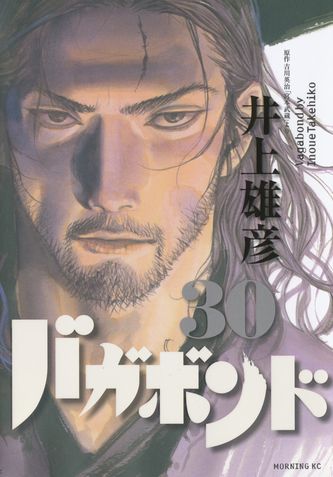 原作 吉川英治「宮本武蔵」より
井上雄彦
Vagabond by
Inoue Takehiko
30
バガボンド
MORNING KC